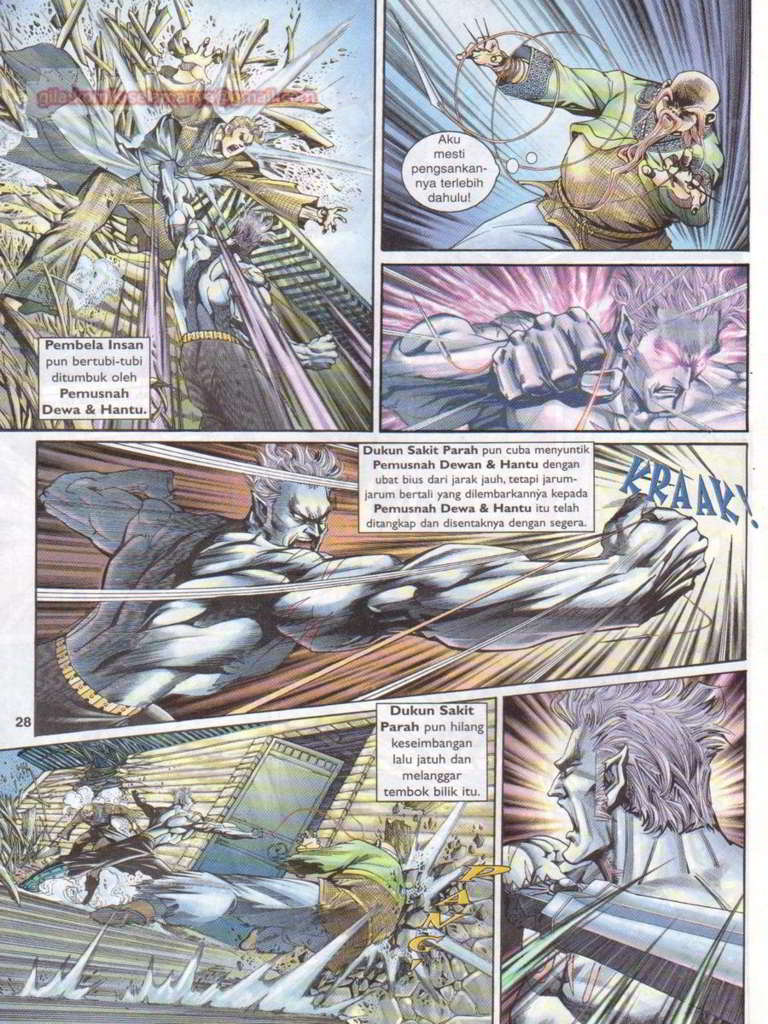 Aku
mesti
pengsankan-
nya terlebih
dahulu!
Pembela Insan
pun bertubi-tubi
ditumbuk oleh
Pemusnah
Dewa & Hantu.
Dukun Sakit Parah pun cuba menyuntik
Pemusnah Dewan & Hantu dengan
ubat bius dari jarak jauh, tetapi jarum-
jarum bertali yang dilembarkannya kepada
Pemusnah Dewa & Hantu itu telah
ditangkap dan disentaknya dengan segera.
KRAAK!
28
Dukun Sakit
Parah pun hilang
keseimbangan
lalu jatuh dan
melanggar
tembok bilik itu.
PANG!